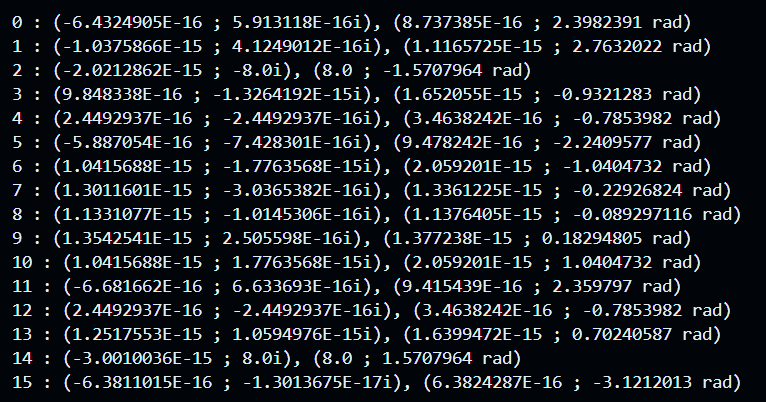 0 : (-6.4324905E-16 ; 5.913118E-16i), (8.737385E-16 ; 2.3982391 rad)
1 : (-1.0375866E-15 ; 4.1249012E-16i), (1.1165725E-15 ; 2.7632022 rad)
2 : (-2.0212862E-15 ; -8.0i), (8.0 ; -1.5707964 rad)
3 : (9.848338E-16 ; -1.3264192E-15i), (1.652055E-15 ; -0.9321283 rad)
4 : (2.4492937E-16 ; -2.4492937E-16i), (3.4638242E-16 ; -0.7853982 rad)
5 : (-5.887054E-16 ; -7.428301E-16i), (9.478242E-16 ; -2.2409577 rad)
6 : (1.0415688E-15 ; -1.7763568E-15i), (2.059201E-15 ; -1.0404732 rad)
7 : (1.3011601E-15 ; -3.0365382E-16i), (1.3361225E-15 ; -0.22926824 rad)
8 : (1.1331077E-15 ; -1.0145306E-16i), (1.1376405E-15 ; -0.089297116 rad)
9 : (1.3542541E-15 ; 2.505598E-16i), (1.377238E-15 ; 0.18294805 rad)
10 : (1.0415688E-15 ; 1.7763568E-15i), (2.059201E-15 ; 1.0404732 rad)
11 : (-6.681662E-16 ; 6.633693E-16i), (9.415439E-16 ; 2.359797 rad)
12 : (2.4492937E-16 ; -2.4492937E-16i), (3.4638242E-16 ; -0.7853982 rad)
13 : (1.2517553E-15 ; 1.0594976E-15i), (1.6399472E-15 ; 0.70240587 rad)
14 : (-3.0010036E-15 ; 8.0i), (8.0 ; 1.5707964 rad)
15 : (-6.3811015E-16 ; -1.3013675E-17i), (6.3824287E-16 ; -3.1212013 rad)